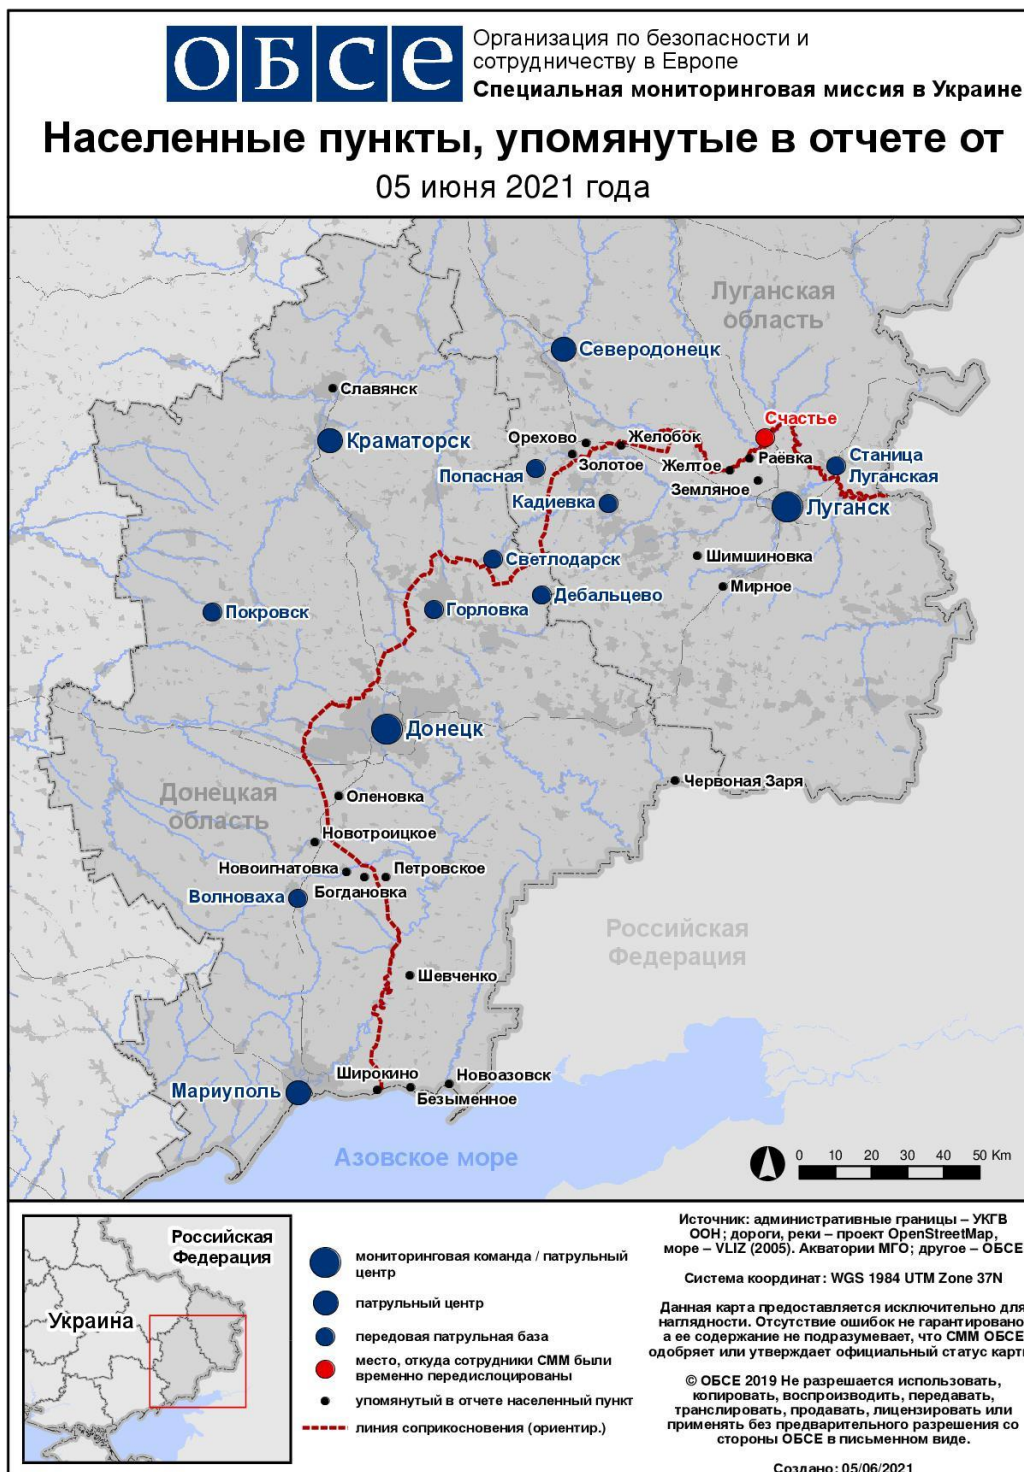 ОБСЕ
Организация по безопасности и
сотрудничеству в Европе
Специальная мониторинговая миссия в Украине
Населенные пункты, упомянутые в отчете от
05 июня 2021 года
Луганская
область
Северодонецк
Славянск
Счастье
Краматорск
Орехово
Желобок
Золотое
Раевка
Станица
Луганская
Попасная
Желтое
Земляное
Кадиевка
Луганск
Светлодарск
Шимшиновка
Мирное
Дебальцево
Покровск
Горловка
Донецк
Червоная Заря
Донецкая
область
Оленовка
Новотроицкое
Новоигнатовка
Петровское
Богдановка
Волноваха
Российская
Федерация
Шевченко
Широкино
Новоазовск
Безыменное
Мариуполь
Азовское море
0 10 20 30 40 50 Km
Российская
Федерация
Украина
мониторинговая команда / патрульный
центр
патрульный центр
передовая патрульная база
место, откуда сотрудники СММ были
временно передислоцированы
упомянутый в отчете населенный пункт
линия соприкосновения (ориентир.)
Источник: административные границы – УКГВ
ООН; дороги, реки – проект OpenStreetMap,
море – VLIZ (2005). Акватории МГО; другое – ОБСЕ
Система координат: WGS 1984 UTM Zone 37N
Данная карта предоставляется исключительно для
наглядности. Отсутствие ошибок не гарантировано
а ее содержание не подразумевает, что СММ ОБСЕ
одобряет или утверждает официальный статус карт
© ОБСЕ 2019 Не разрешается использовать,
копировать, воспроизводить, передавать,
транслировать, продавать, лицензировать или
применять без предварительного разрешения со
стороны ОБСЕ в письменном виде.
Создано: 05/06/2021